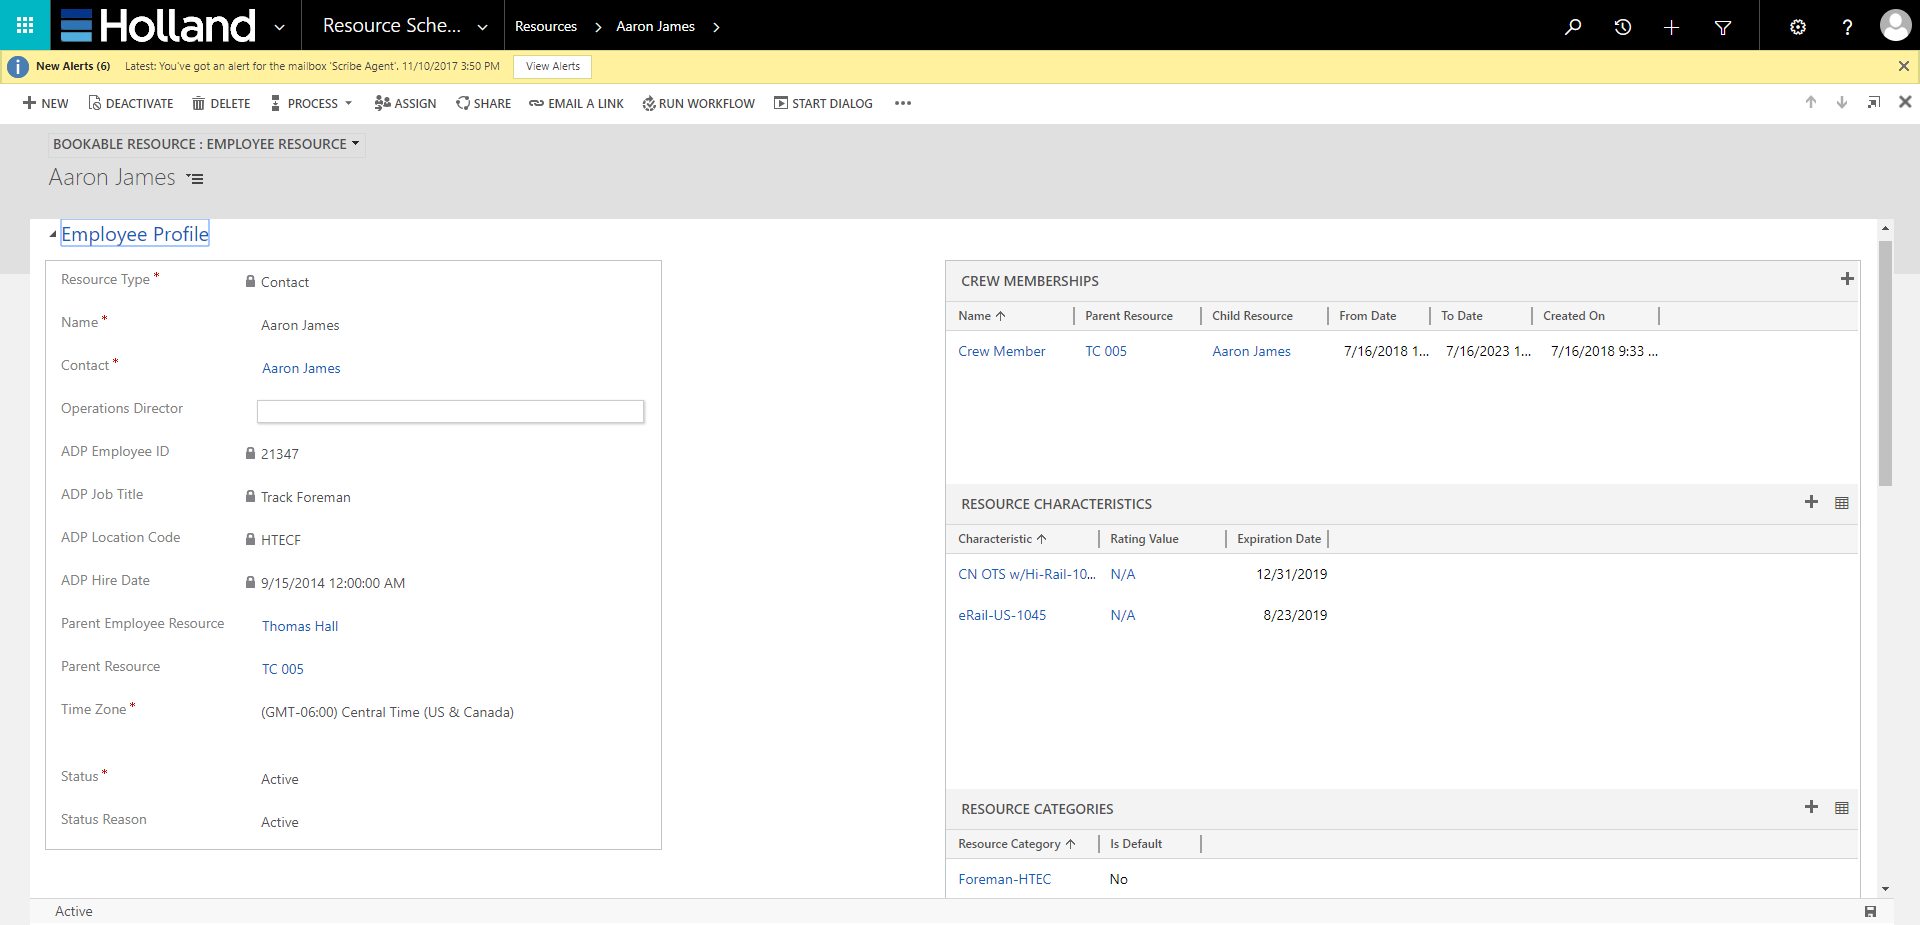 Holland Resource Sche... Resources Aaron James ?
New Alerts (6) Latest: You've got an alert for the mailbox 'Scribe Agent'. 11/10/2017 3:50 PM View Alerts
NEW DEACTIVATE DELETE PROCESS ASSIGN SHARE EMAIL A LINK RUN WORKFLOW START DIALOG
BOOKABLE RESOURCE : EMPLOYEE RESOURCE
Aaron James
Employee Profile
Resource Type * Contact
Name * Aaron James
Contact * Aaron James
Operations Director
ADP Employee ID 21347
ADP Job Title Track Foreman
ADP Location Code HTECF
ADP Hire Date 9/15/2014 12:00:00 AM
Parent Employee Resource Thomas Hall
Parent Resource TC 005
Time Zone * (GMT-06:00) Central Time (US & Canada)
Status * Active
Status Reason Active
CREW MEMBERSHIPS
Name Parent Resource Child Resource From Date To Date Created On
Crew Member TC 005 Aaron James 7/16/2018 1... 7/16/2023 1... 7/16/2018 9:33 ...
RESOURCE CHARACTERISTICS
Characteristic Rating Value Expiration Date
CN OTS w/Hi-Rail-10... N/A 12/31/2019
eRail-US-1045 N/A 8/23/2019
RESOURCE CATEGORIES
Resource Category Is Default
Foreman-HTEC No
Active